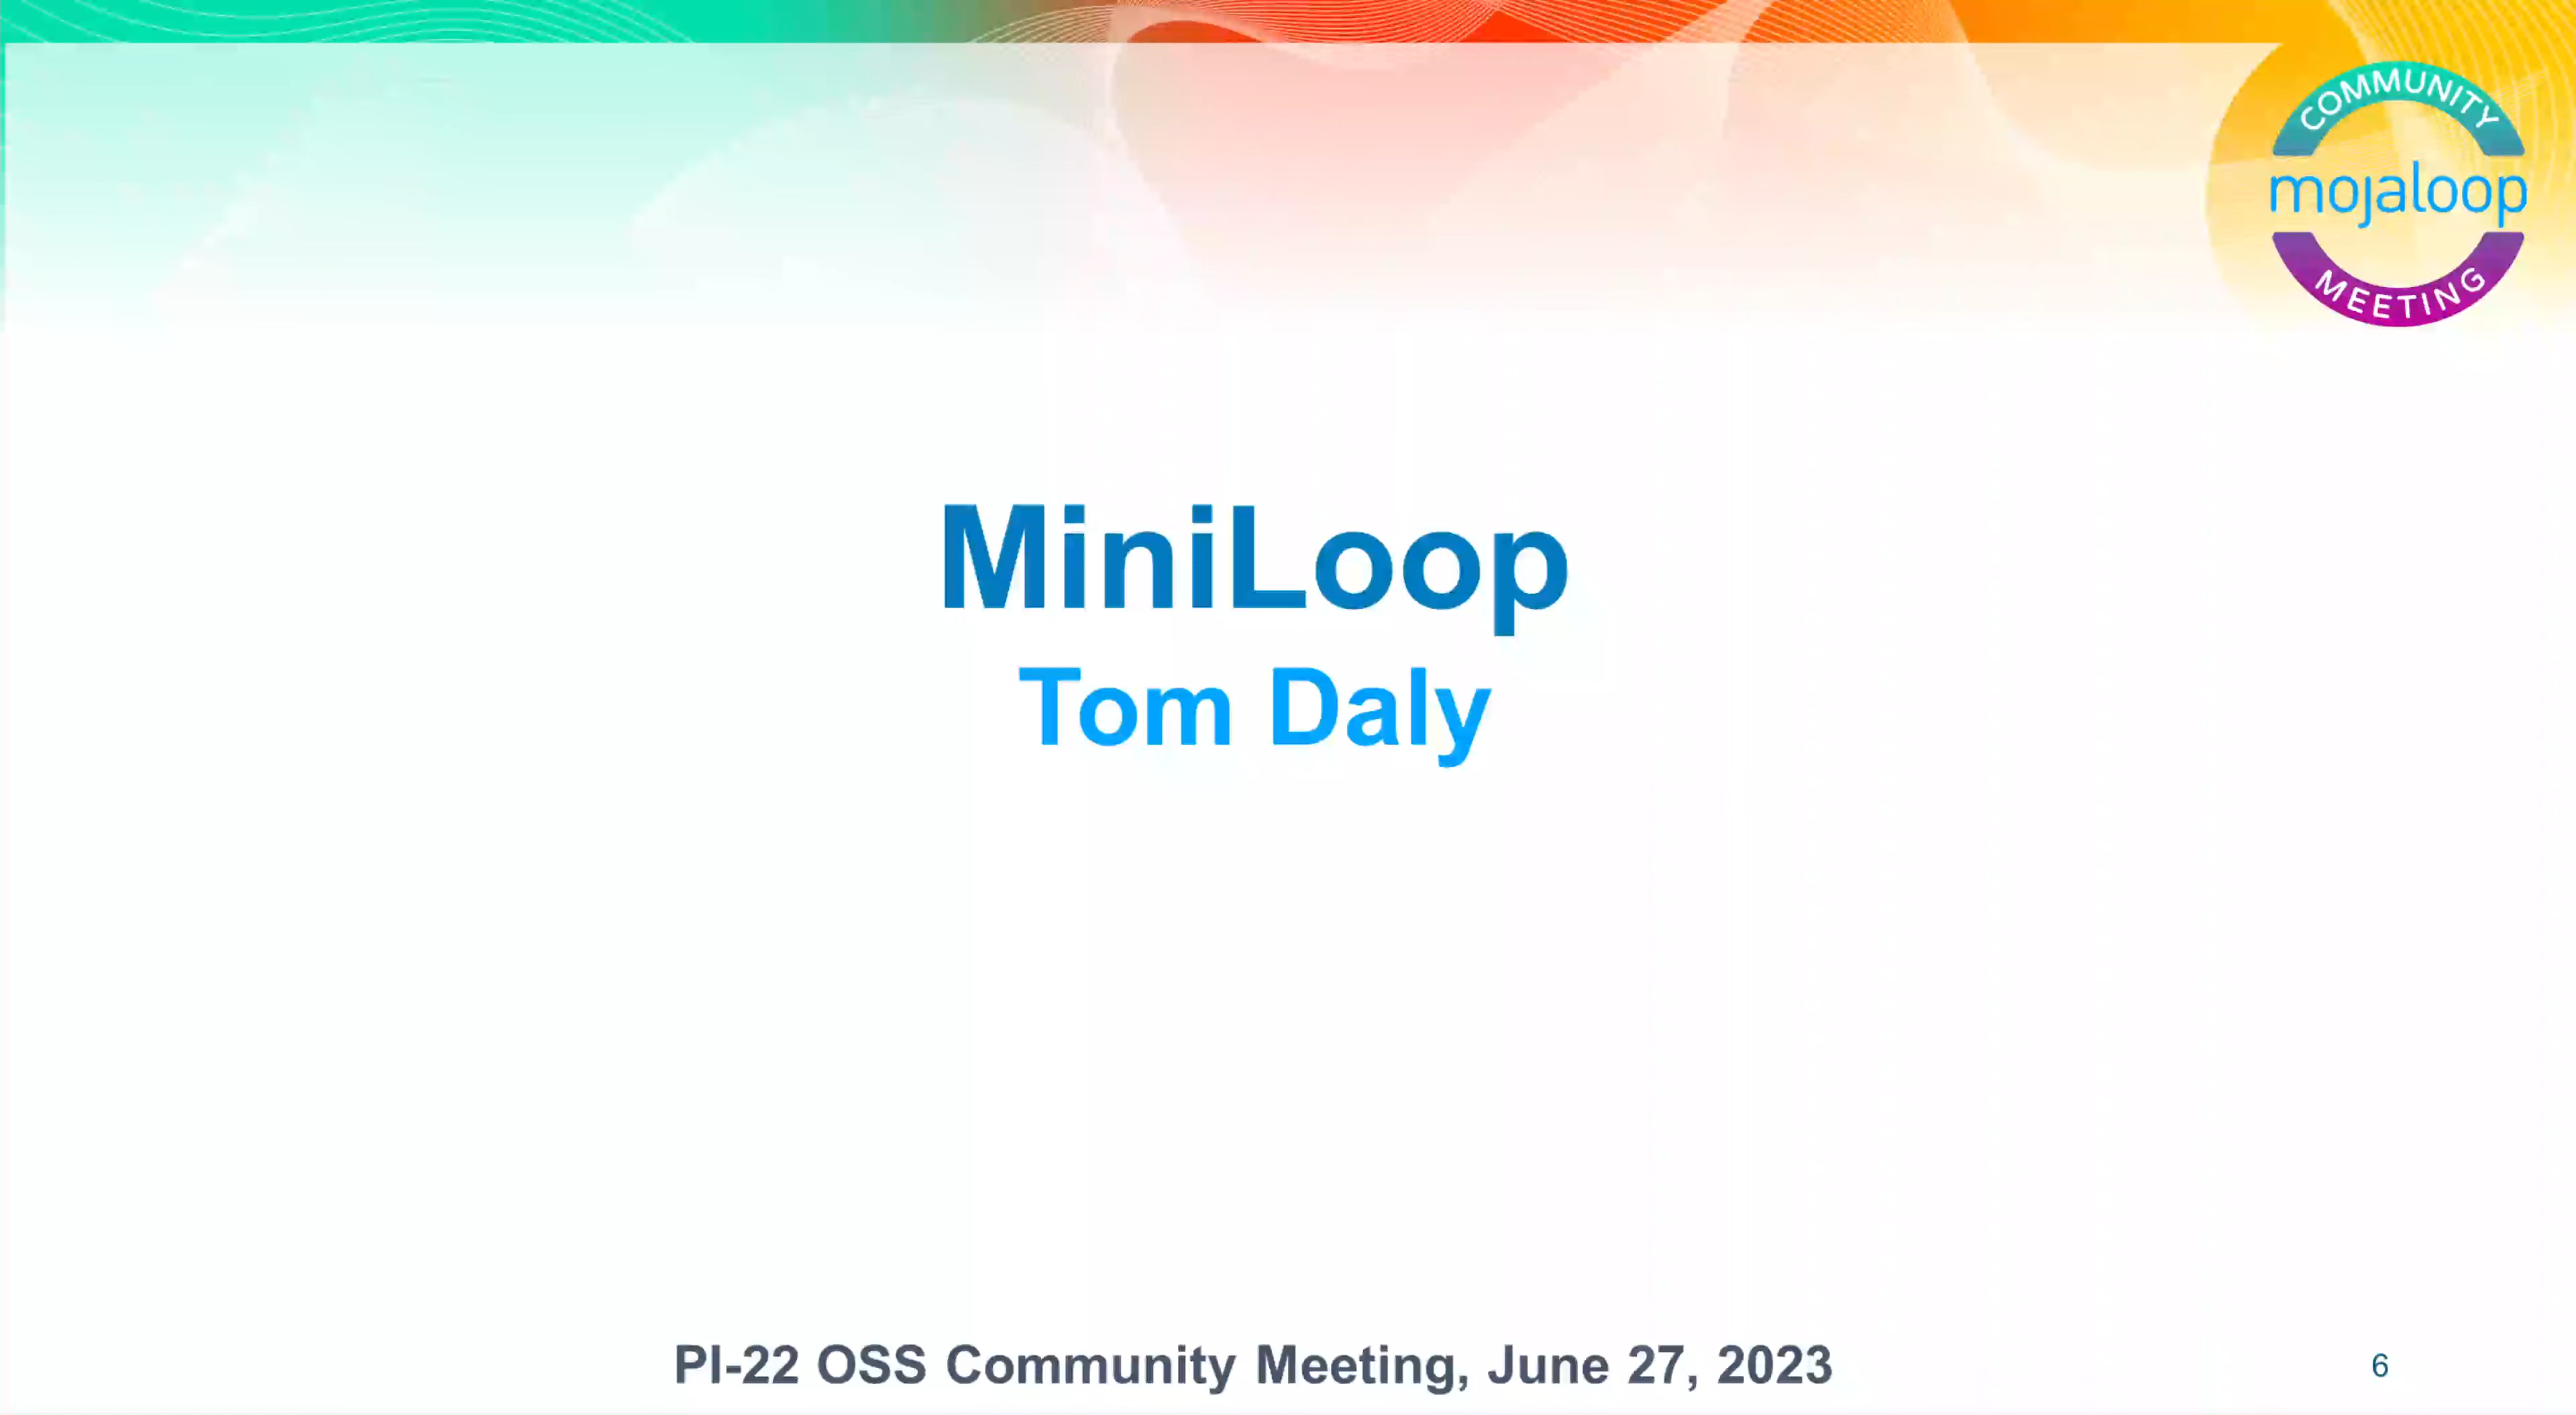 COMMUNITY
mojaloop
MEETING
MiniLoop
Tom Daly
PI-22 OSS Community Meeting, June 27, 2023
6